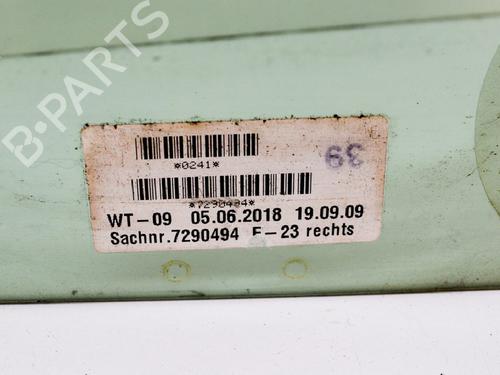 B-PARTS
39
*0241*
*7290494*
WT-09 05.06.2018 19.09.09
Sachnr.7290494 F-23 rechts